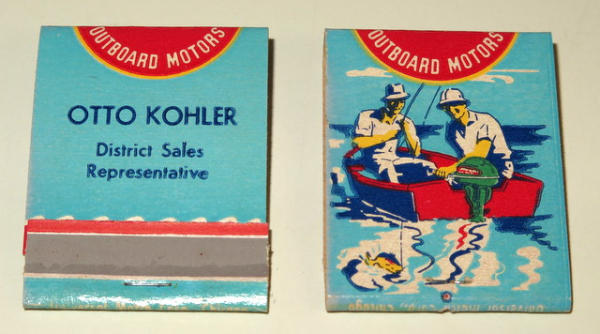 OUTBOARD MOTORS
OTTO KOHLER
District Sales
Representative
OUTBOARD MOTORS